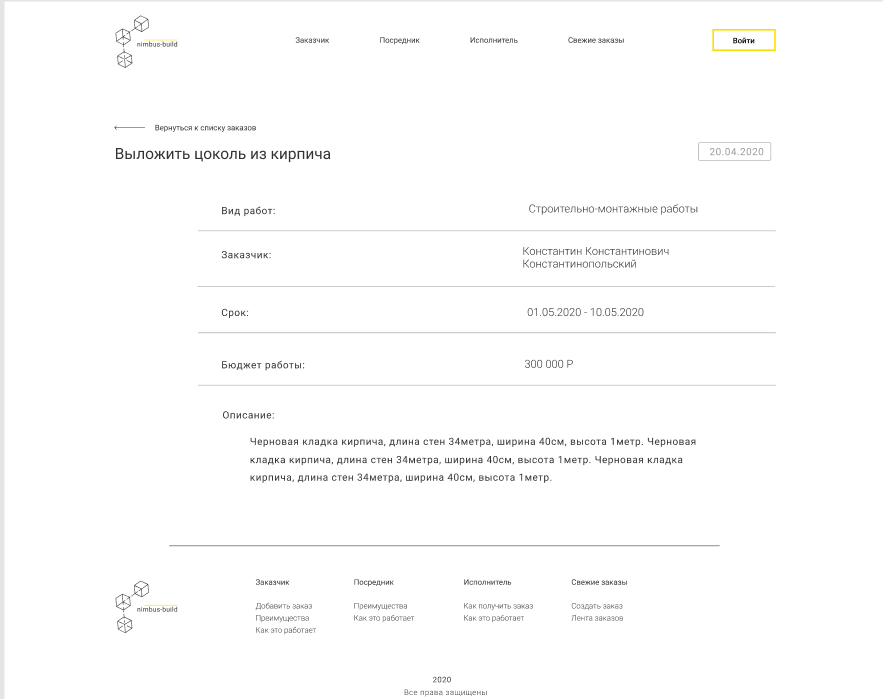 nimbus-build
Заказчик
Посредник
Исполнитель
Свежие заказы
Войти
Вернуться к списку заказов
Выложить цоколь из кирпича
20.04.2020
Вид работ:
Строительно-монтажные работы
Заказчик:
Константин Константинович
Константинопольский
Срок:
01.05.2020 - 10.05.2020
Бюджет работы:
300 000 Р
Описание:
Черновая кладка кирпича, длина стен 34метра, ширина 40см, высота 1метр. Черновая
кладка кирпича, длина стен 34метра, ширина 40см, высота 1метр. Черновая кладка
кирпича, длина стен 34метра, ширина 40см, высота 1метр.
nimbus-build
Заказчик
Добавить заказ
Преимущества
Как это работает
Посредник
Преимущества
Как это работает
Исполнитель
Как получить заказ
Как это работает
Свежие заказы
Создать заказ
Лента заказов
2020
Все права защищены